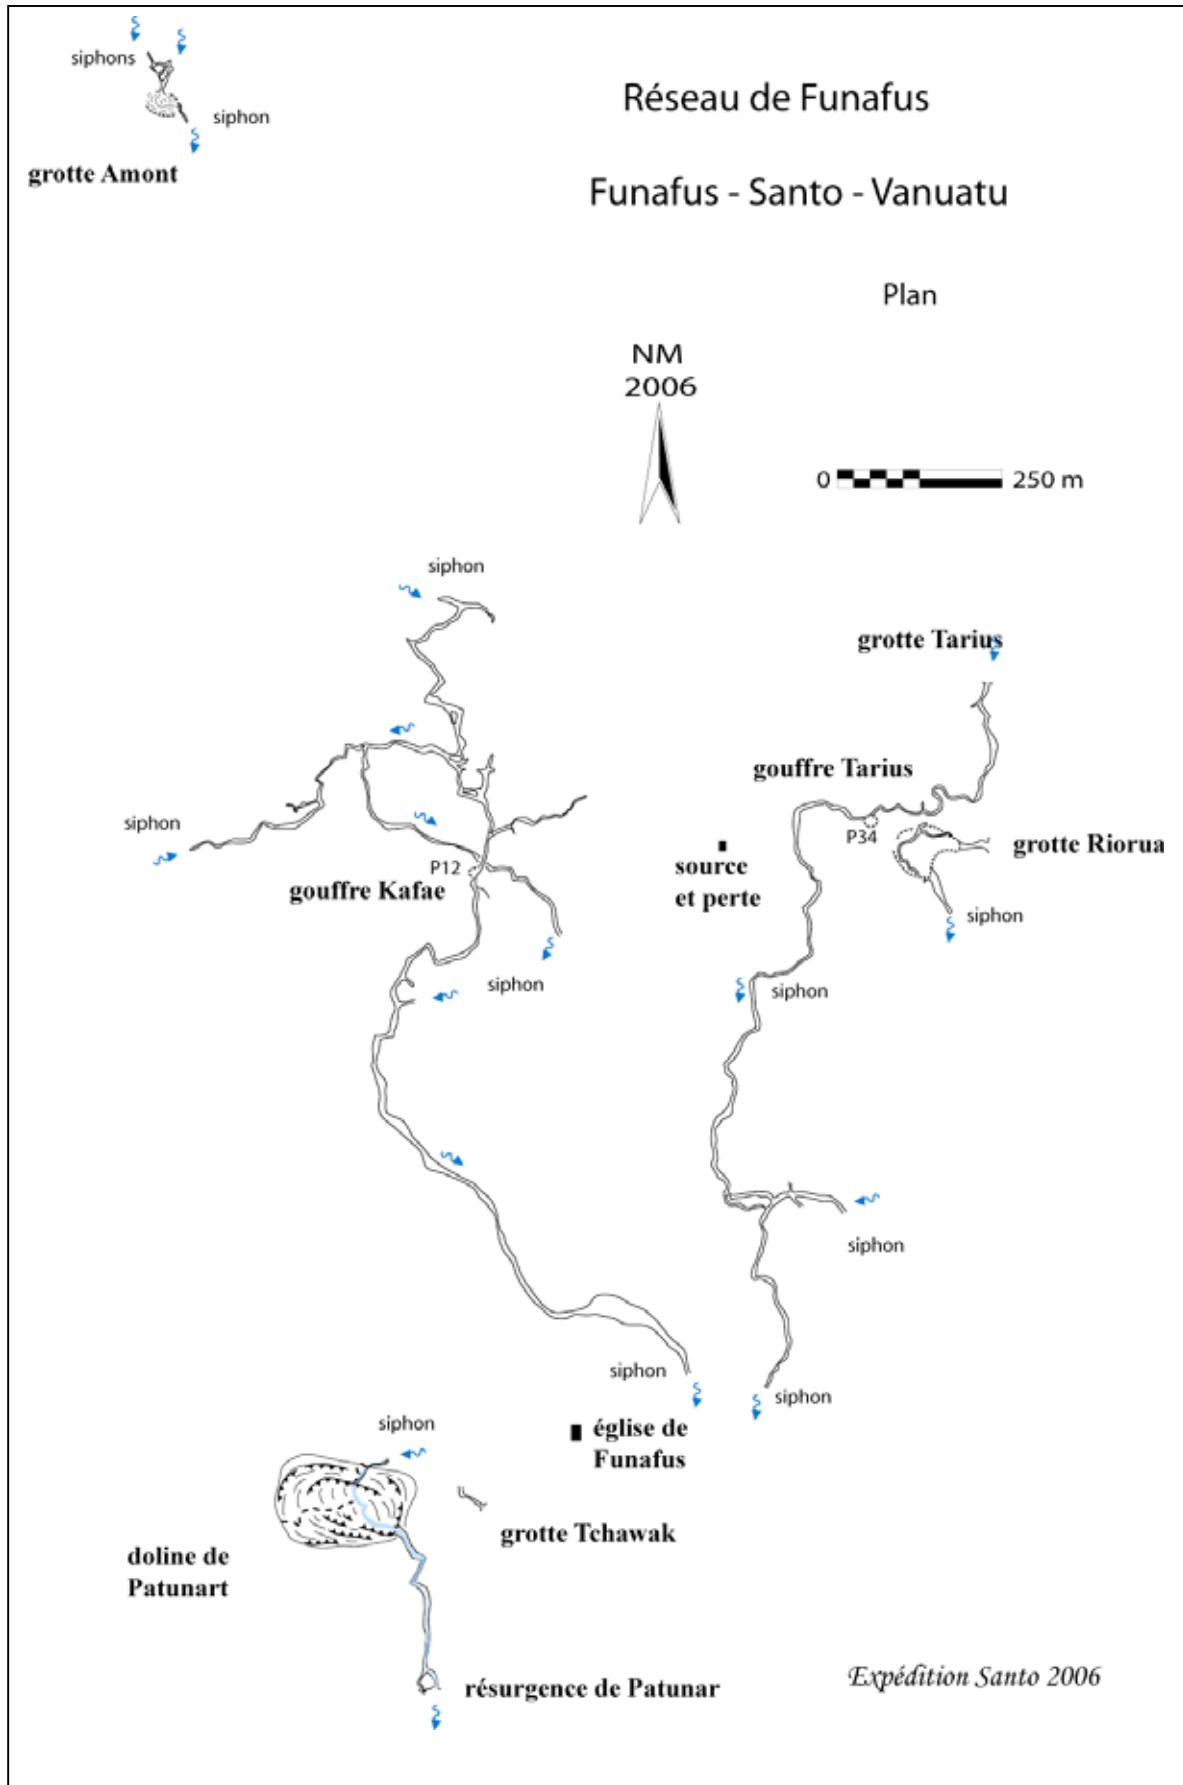 siphons
siphon
grotte Amont
Réseau de Funafus
Funafus - Santo - Vanuatu
Plan
NM
2006
0 250 m
siphon
grotte Tarius
gouffre Tarius
siphon
P34
grotte Riorua
source
et perte
P12
gouffre Kafae
siphon
siphon
siphon
siphon
siphon
siphon
siphon
église de
Funafus
grotte Tchawak
doline de
Patunart
résurgence de Patunar
Expédition Santo 2006